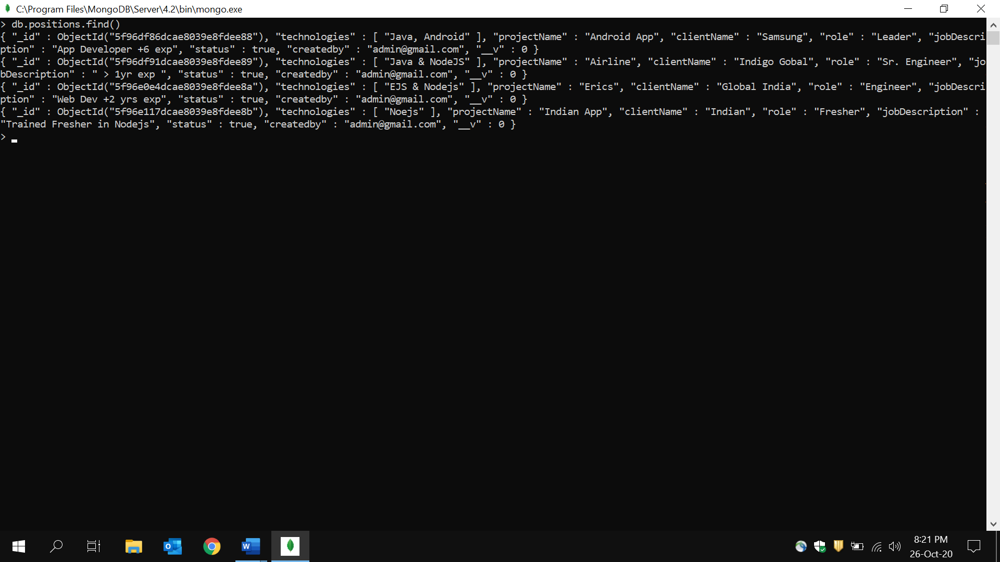 C:\Program Files\MongoDB\Server\4.2\bin\mongo.exe
> db.positions.find()
{ "_id" : ObjectId("5f96df86dcae8039e8fdee88"), "technologies" : [ "Java, Android" ], "projectName" : "Android App", "clientName" : "Samsung", "role" : "Leader", "jobDescri
ption" : "App Developer +6 exp", "status" : true, "createdby" : "admin@gmail.com", "__v" : 0 }
{ "_id" : ObjectId("5f96df91dcae8039e8fdee89"), "technologies" : [ "Java & NodeJS" ], "projectName" : "Airline", "clientName" : "Indigo Gobal", "role" : "Sr. Engineer", "jo
bDescription" : " > 1yr exp ", "status" : true, "createdby" : "admin@gmail.com", "__v" : 0 }
{ "_id" : ObjectId("5f96e0e4dcae8039e8fdee8a"), "technologies" : [ "EJS & Nodejs" ], "projectName" : "Erics", "clientName" : "Global India", "role" : "Engineer", "jobDescri
ption" : "Web Dev +2 yrs exp", "status" : true, "createdby" : "admin@gmail.com", "__v" : 0 }
{ "_id" : ObjectId("5f96e117dcae8039e8fdee8b"), "technologies" : [ "Noejs" ], "projectName" : "Indian App", "clientName" : "Indian", "role" : "Fresher", "jobDescription" :
"Trained Fresher in Nodejs", "status" : true, "createdby" : "admin@gmail.com", "__v" : 0 }
>
8:21 PM
26-Oct-20